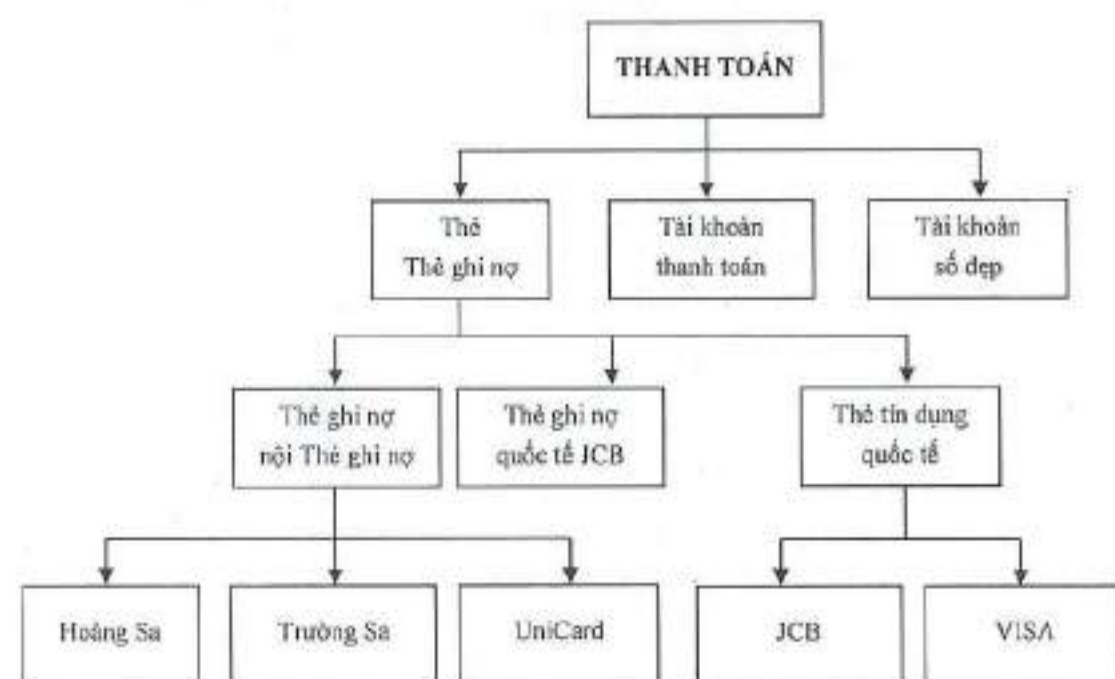 THANH TOÁN
Thẻ
Thẻ ghi nợ
Tài khoản
thanh toán
Tài khoản
số đẹp
Thẻ ghi nợ
nội Thẻ ghi nợ
Thẻ ghi nợ
quốc tế JCB
Thẻ tín dụng
quốc tế
Hoàng Sa
Trường Sa
UniCard
JCB
VISA